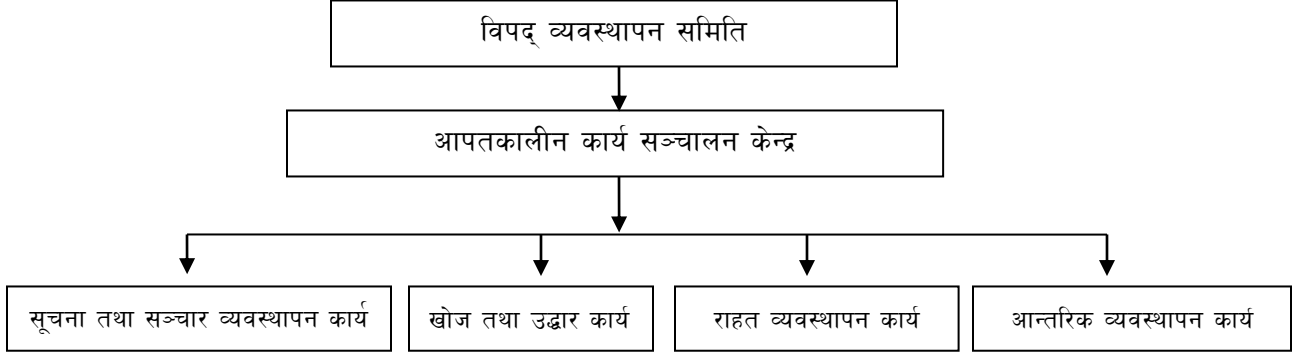 विपद् व्यवस्थापन समिति
आपतकालीन कार्य सञ्चालन केन्द्र
सूचना तथा सञ्चार व्यवस्थापन कार्य
खोज तथा उद्धार कार्य
राहत व्यवस्थापन कार्य
आन्तरिक व्यवस्थापन कार्य